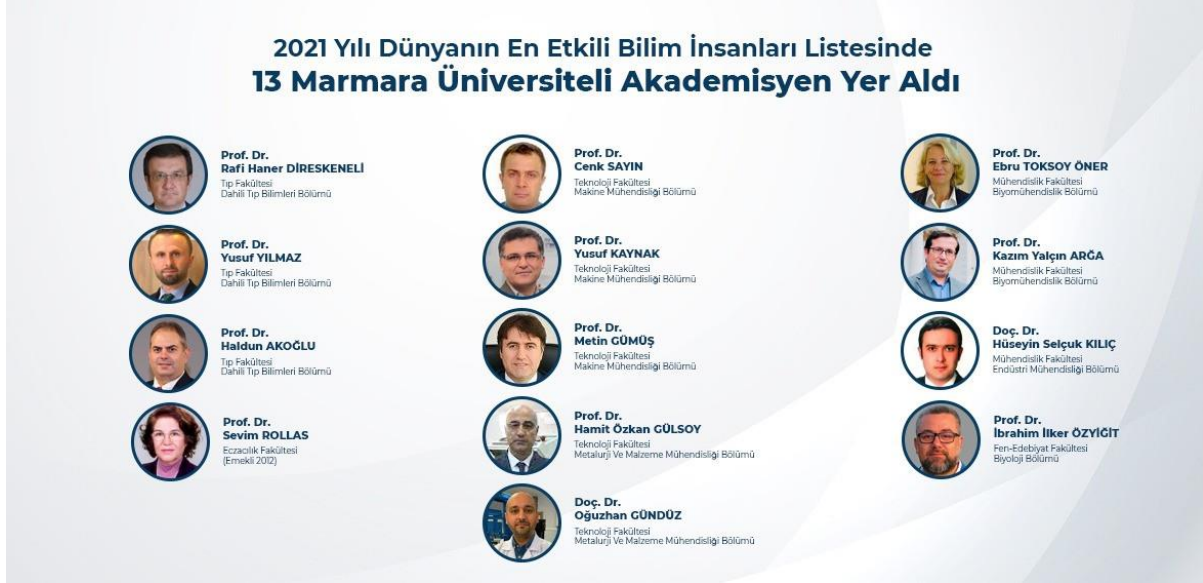 2021 Yılı Dünyanın En Etkili Bilim İnsanları Listesinde
13 Marmara Üniversiteli Akademisyen Yer Aldı
Prof. Dr.
Rafi Haner DİRESKENELİ
Tıp Fakültesi
Dahili Tıp Bilimleri Bölümü
Prof. Dr.
Yusuf YILMAZ
Tıp Fakültesi
Dahili Tıp Bilimleri Bölümü
Prof. Dr.
Haldun AKOĞLU
Tıp Fakültesi
Dahili Tıp Bilimleri Bölümü
Prof. Dr.
Sevim ROLLAS
Eczacılık Fakültesi
(Emekli 2012)
Prof. Dr.
Cenk SAYIN
Teknoloji Fakültesi
Makine Mühendisliği Bölümü
Prof. Dr.
Yusuf KAYNAK
Teknoloji Fakültesi
Makine Mühendisliği Bölümü
Prof. Dr.
Metin GÜMÜŞ
Teknoloji Fakültesi
Makine Mühendisliği Bölümü
Prof. Dr.
Hamit Özkan GÜLSOY
Teknoloji Fakültesi
Metalurji Ve Malzeme Mühendisliği Bölümü
Doç. Dr.
Oğuzhan GÜNDÜZ
Teknoloji Fakültesi
Metalurji Ve Malzeme Mühendisliği Bölümü
Prof. Dr.
Ebru TOKSOY ÖNER
Mühendislik Fakültesi
Biyomühendislik Bölümü
Prof. Dr.
Kazım Yalçın ARĞA
Mühendislik Fakültesi
Biyomühendislik Bölümü
Doç. Dr.
Hüseyin Selçuk KILIÇ
Mühendislik Fakültesi
Endüstri Mühendisliği Bölümü
Prof. Dr.
İbrahim İlker ÖZYİĞİT
Fen-Edebiyat Fakültesi
Biyoloji Bölümü